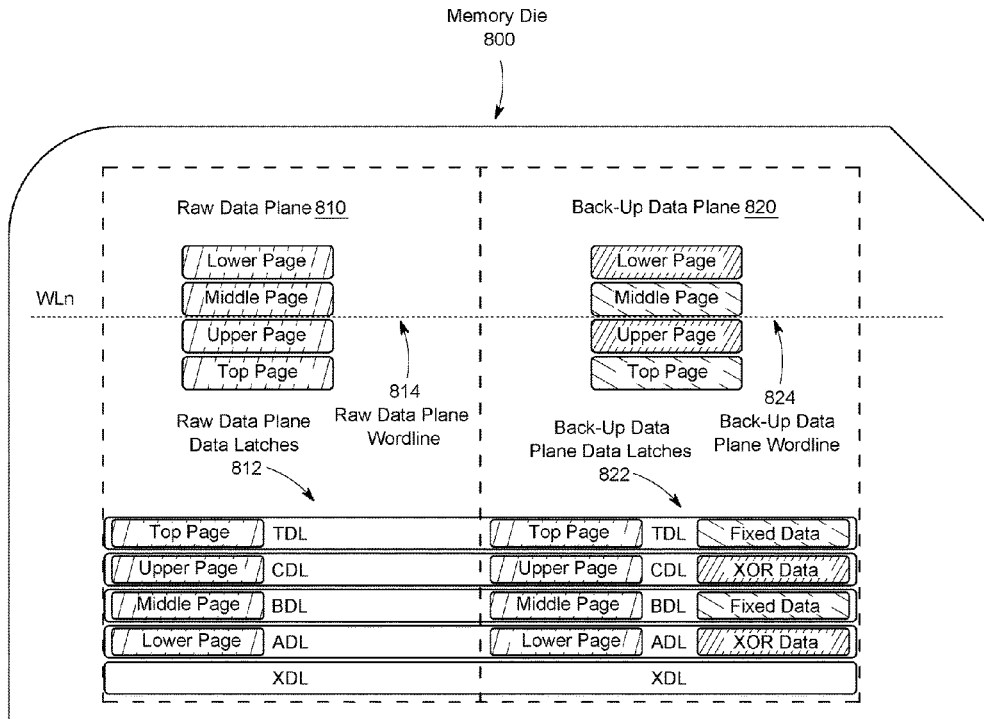 Memory Die
800
Raw Data Plane 810
Back-Up Data Plane 820
Lower Page
Lower Page
WLn
Middle Page
Middle Page
Upper Page
Upper Page
Top Page
Top Page
814
Raw Data Plane
Wordline
824
Back-Up Data
Plane Wordline
Raw Data Plane
Data Latches
812
Back-Up Data
Plane Data Latches
822
Top Page TDL
Top Page TDL Fixed Data
Upper Page CDL
Upper Page CDL XOR Data
Middle Page BDL
Middle Page BDL Fixed Data
Lower Page ADL
Lower Page ADL XOR Data
XDL
XDL